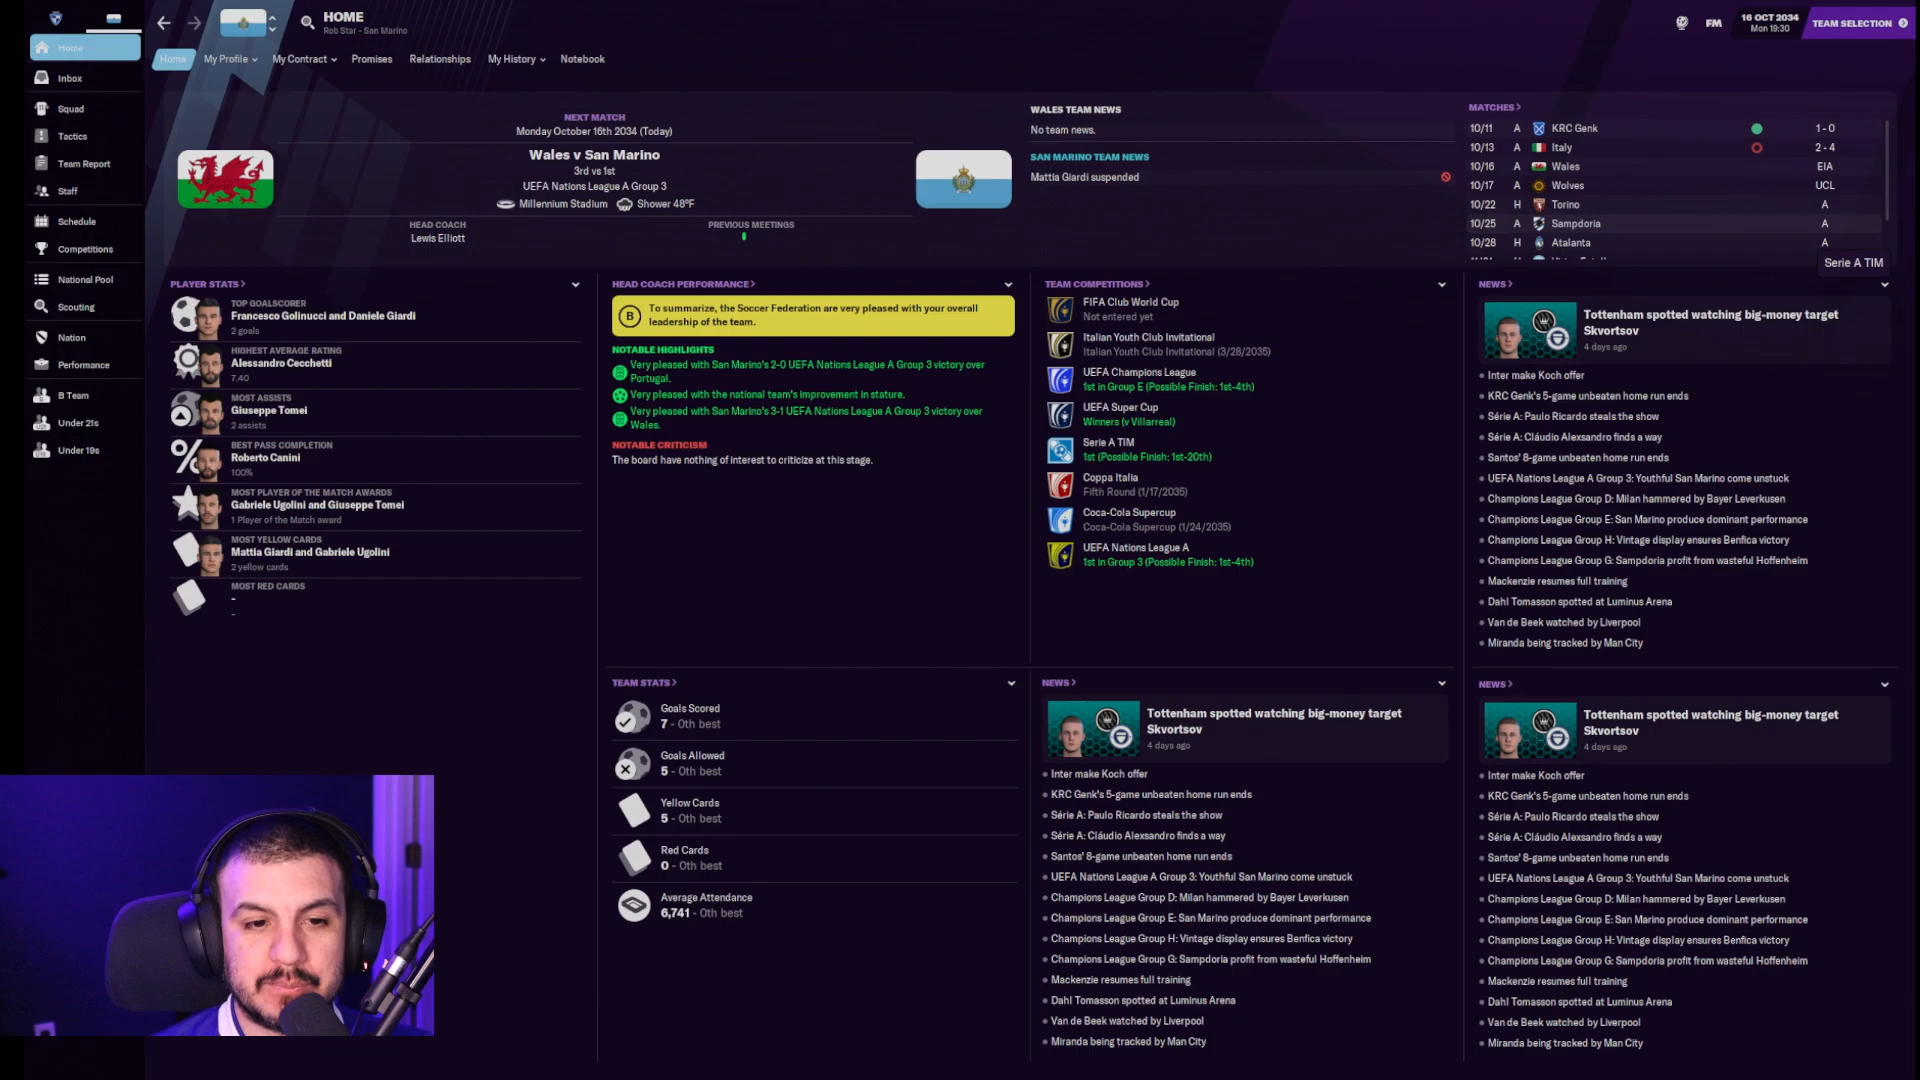 HOME
Rob Star - San Marino
FM
16 OCT 2034
Mon 19:30
TEAM SELECTION
Home
Inbox
Squad
Tactics
Team Report
Staff
Schedule
Competitions
National Pool
Scouting
Nation
Performance
B Team
Under 21s
Under 19s
Home
My Profile
My Contract
Promises
Relationships
My History
Notebook
NEXT MATCH
Monday October 16th 2034 (Today)
Wales v San Marino
3rd vs 1st
UEFA Nations League A Group 3
Millennium Stadium Shower 48°F
HEAD COACH
Lewis Elliott
PREVIOUS MEETINGS
WALES TEAM NEWS
No team news.
SAN MARINO TEAM NEWS
Mattia Giardi suspended
MATCHES
10/11 A KRC Genk 1 - 0
10/13 A Italy 2 - 4
10/16 A Wales EIA
10/17 A Wolves UCL
10/22 H Torino A
10/25 A Sampdoria A
10/28 H Atalanta A
Serie A TIM
PLAYER STATS
TOP GOALSCORER
Francesco Golinucci and Daniele Giardi
2 goals
HIGHEST AVERAGE RATING
Alessandro Cecchetti
7.40
MOST ASSISTS
Giuseppe Tomei
2 assists
BEST PASS COMPLETION
Roberto Canini
100%
MOST PLAYER OF THE MATCH AWARDS
Gabriele Ugolini and Giuseppe Tomei
1 Player of the Match award
MOST YELLOW CARDS
Mattia Giardi and Gabriele Ugolini
2 yellow cards
MOST RED CARDS
-
-
HEAD COACH PERFORMANCE
B
To summarize, the Soccer Federation are very pleased with your overall
leadership of the team.
NOTABLE HIGHLIGHTS
Very pleased with San Marino's 2-0 UEFA Nations League A Group 3 victory over
Portugal.
Very pleased with the national team's improvement in stature.
Very pleased with San Marino's 3-1 UEFA Nations League A Group 3 victory over
Wales.
NOTABLE CRITICISM
The board have nothing of interest to criticize at this stage.
TEAM COMPETITIONS
FIFA Club World Cup
Not entered yet
Italian Youth Club Invitational
Italian Youth Club Invitational (3/28/2035)
UEFA Champions League
1st in Group E (Possible Finish: 1st-4th)
UEFA Super Cup
Winners (v Villarreal)
Serie A TIM
1st (Possible Finish: 1st-20th)
Coppa Italia
Fifth Round (1/17/2035)
Coca-Cola Supercup
Coca-Cola Supercup (1/24/2035)
UEFA Nations League A
1st in Group 3 (Possible Finish: 1st-4th)
NEWS
Tottenham spotted watching big-money target
Skvortsov
4 days ago
Inter make Koch offer
KRC Genk's 5-game unbeaten home run ends
Série A: Paulo Ricardo steals the show
Série A: Cláudio Alexsandro finds a way
Santos' 8-game unbeaten home run ends
UEFA Nations League A Group 3: Youthful San Marino come unstuck
Champions League Group D: Milan hammered by Bayer Leverkusen
Champions League Group E: San Marino produce dominant performance
Champions League Group H: Vintage display ensures Benfica victory
Champions League Group G: Sampdoria profit from wasteful Hoffenheim
Mackenzie resumes full training
Dahl Tomasson spotted at Luminus Arena
Van de Beek watched by Liverpool
Miranda being tracked by Man City
TEAM STATS
Goals Scored
7 - 0th best
Goals Allowed
5 - 0th best
Yellow Cards
5 - 0th best
Red Cards
0 - 0th best
Average Attendance
6,741 - 0th best
NEWS
Tottenham spotted watching big-money target
Skvortsov
4 days ago
Inter make Koch offer
KRC Genk's 5-game unbeaten home run ends
Série A: Paulo Ricardo steals the show
Série A: Cláudio Alexsandro finds a way
Santos' 8-game unbeaten home run ends
UEFA Nations League A Group 3: Youthful San Marino come unstuck
Champions League Group D: Milan hammered by Bayer Leverkusen
Champions League Group E: San Marino produce dominant performance
Champions League Group H: Vintage display ensures Benfica victory
Champions League Group G: Sampdoria profit from wasteful Hoffenheim
Mackenzie resumes full training
Dahl Tomasson spotted at Luminus Arena
Van de Beek watched by Liverpool
Miranda being tracked by Man City
NEWS
Tottenham spotted watching big-money target
Skvortsov
4 days ago
Inter make Koch offer
KRC Genk's 5-game unbeaten home run ends
Série A: Paulo Ricardo steals the show
Série A: Cláudio Alexsandro finds a way
Santos' 8-game unbeaten home run ends
UEFA Nations League A Group 3: Youthful San Marino come unstuck
Champions League Group D: Milan hammered by Bayer Leverkusen
Champions League Group E: San Marino produce dominant performance
Champions League Group H: Vintage display ensures Benfica victory
Champions League Group G: Sampdoria profit from wasteful Hoffenheim
Mackenzie resumes full training
Dahl Tomasson spotted at Luminus Arena
Van de Beek watched by Liverpool
Miranda being tracked by Man City